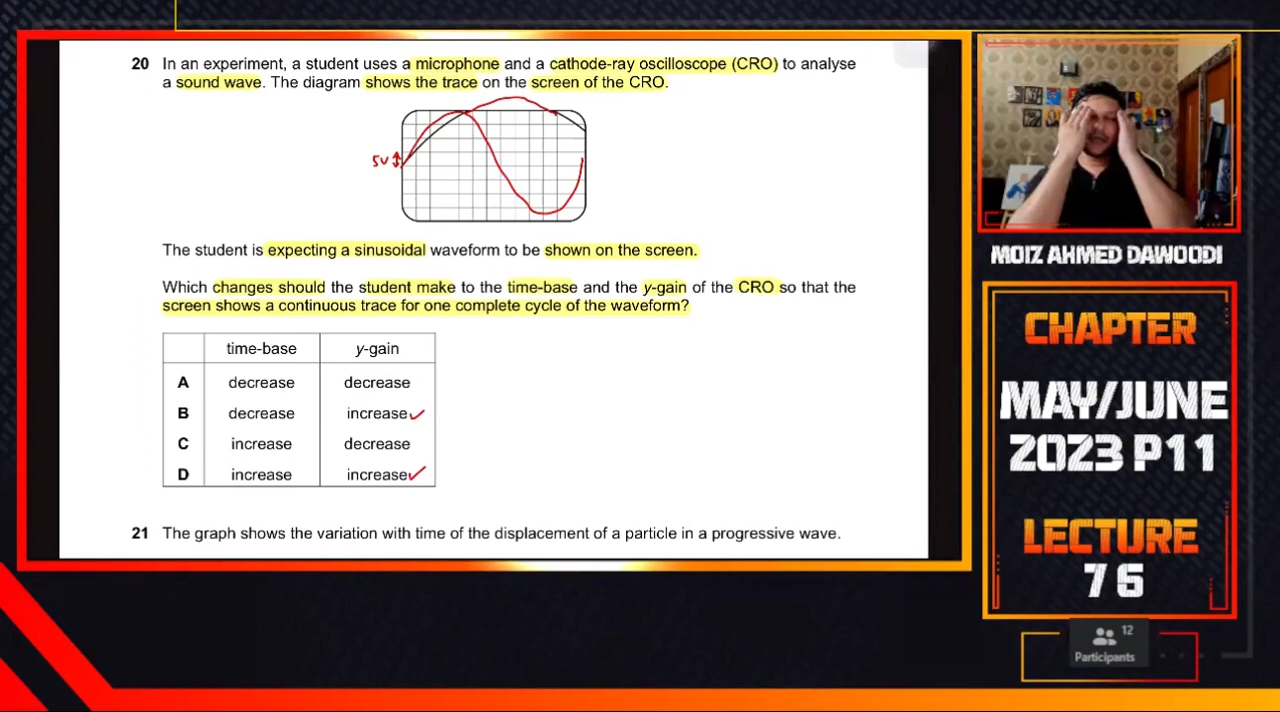 20 In an experiment, a student uses a microphone and a cathode-ray oscilloscope (CRO) to analyse
a sound wave. The diagram shows the trace on the screen of the CRO.
5V
The student is expecting a sinusoidal waveform to be shown on the screen.
Which changes should the student make to the time-base and the y-gain of the CRO so that the
screen shows a continuous trace for one complete cycle of the waveform?
time-base y-gain
A decrease decrease
B decrease increase
C increase decrease
D increase increase
21 The graph shows the variation with time of the displacement of a particle in a progressive wave.
MOIZ AHMED DAWOODI
CHAPTER
MAY/JUNE
2023 P11
LECTURE
76
12
Participants